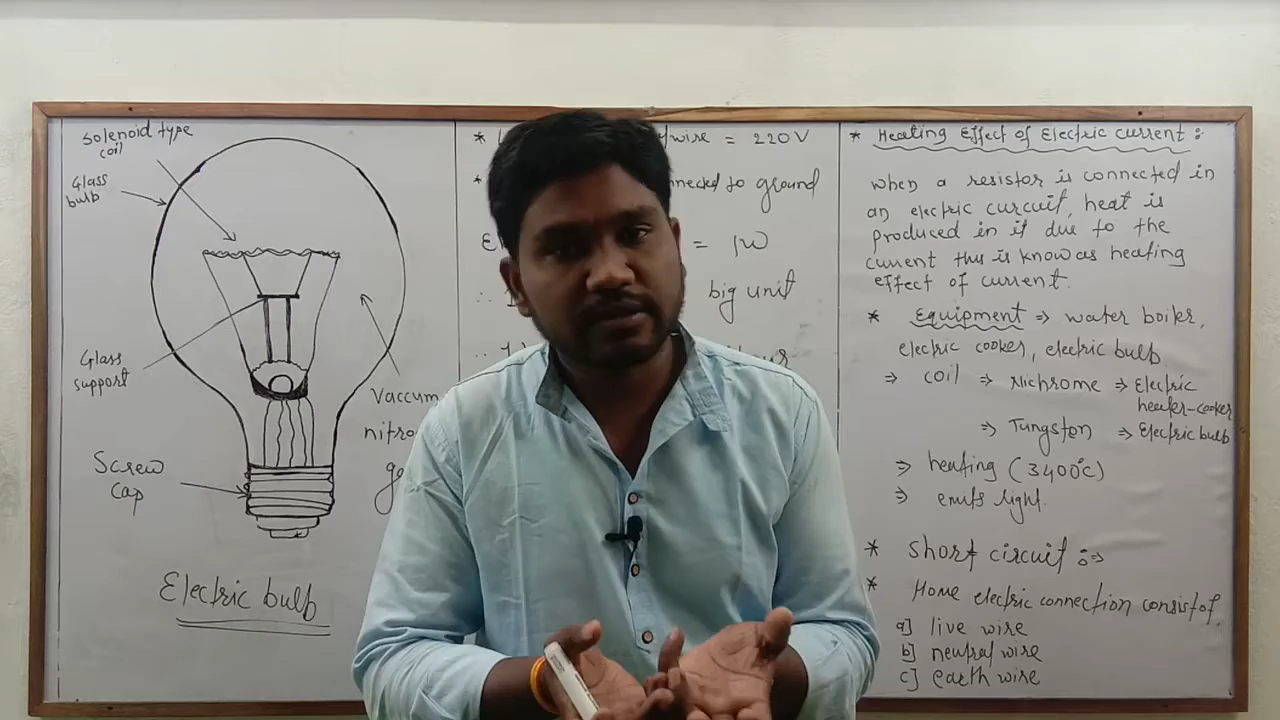 Solenoid type
coil
Glass
bulb
Glass
support
Vaccum
nitro
Screw
cap
Electric bulb
* wire = 220V
* nnected to ground
= 1W
big unit
* Heating Effect of Electric current:
When a resistor is connected in
an electric curcuit, heat is
produced in it due to the
current this is know as heating
effect of current.
* Equipment ⇒ water boiler,
electric cooker, electric bulb
⇒ coil ⇒ Nichrome ⇒ Electric
heater-cooker
⇒ Tungston ⇒ Electric bulb
⇒ heating (3400°C)
⇒ emits light.
* Short circuit :⇒
* Home electric connection consist of.
a] live wire
b] neutral wire
c] earth wire